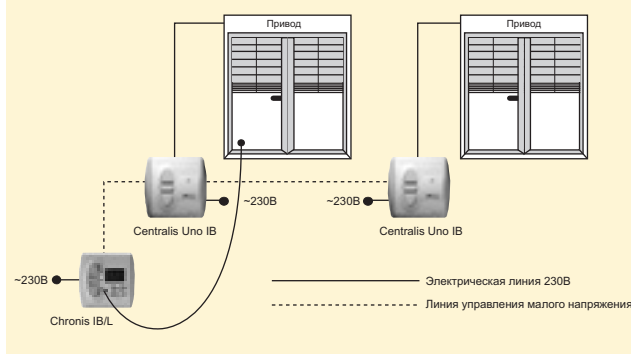 Привод
Привод
~230В
~230В
Centralis Uno IB
Centralis Uno IB
~230В
Электрическая линия 230В
Линия управления малого напряжения
Chronis IB/L